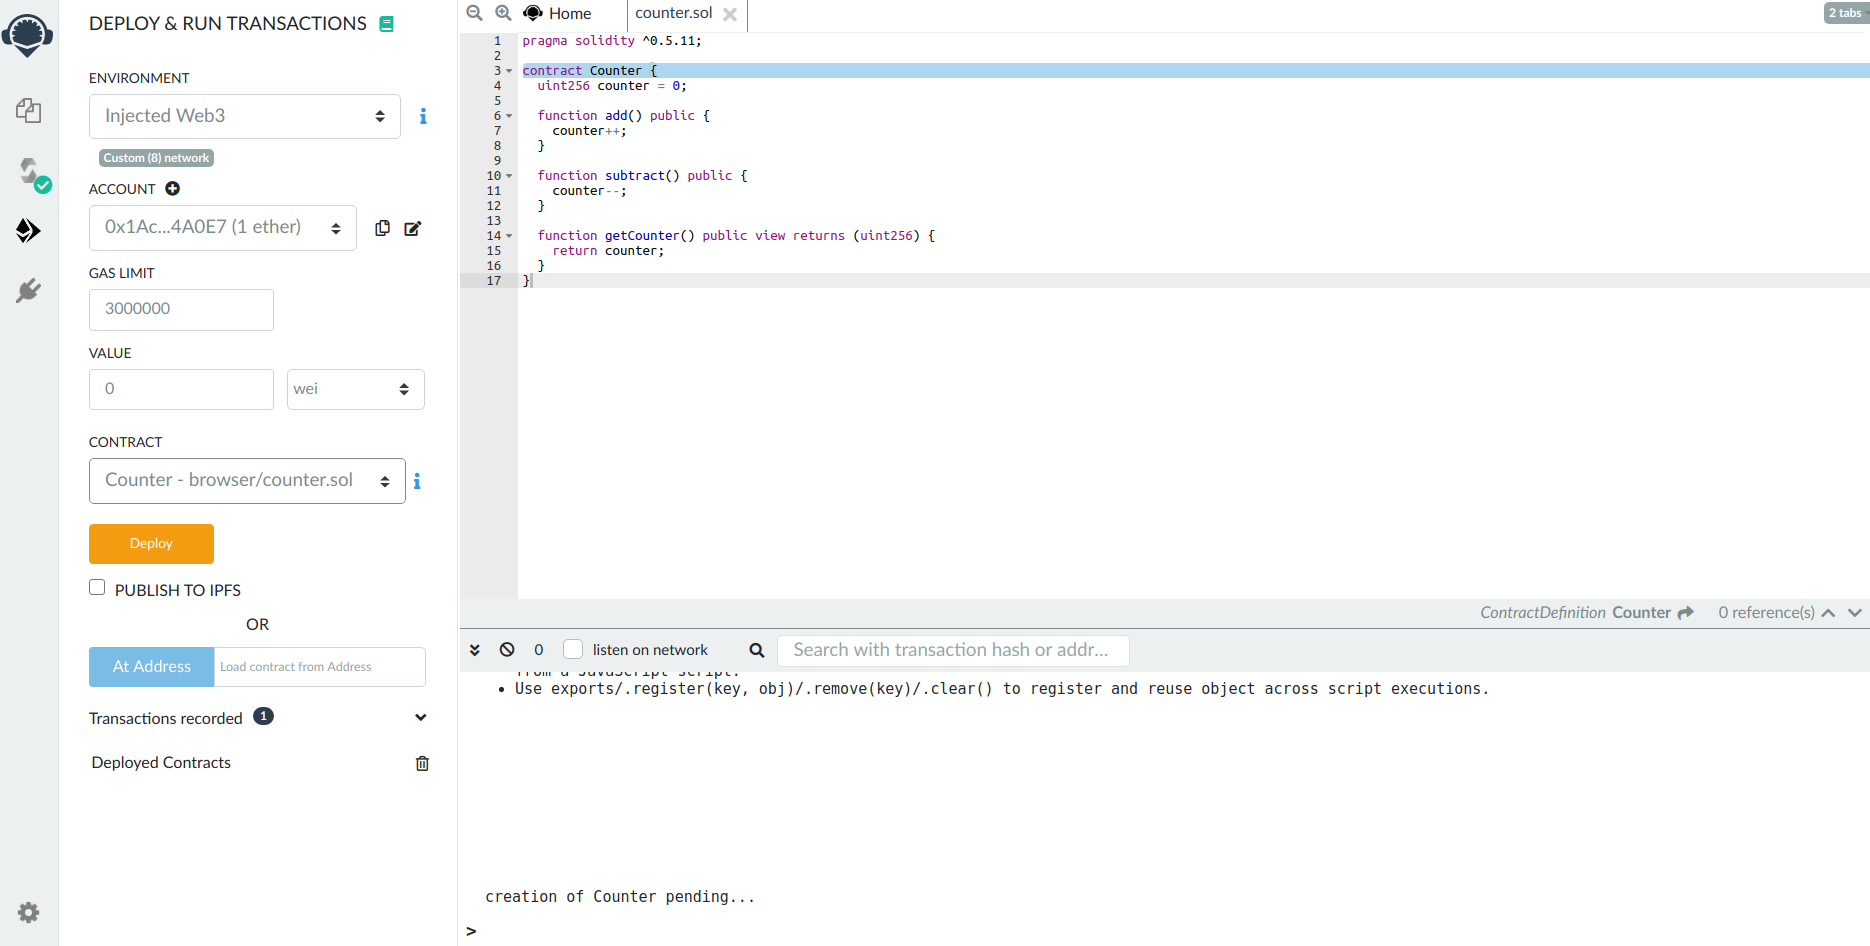 DEPLOY & RUN TRANSACTIONS
ENVIRONMENT
Injected Web3
Custom (8) network
ACCOUNT
0x1Ac...4A0E7 (1 ether)
GAS LIMIT
3000000
VALUE
0
wei
CONTRACT
Counter - browser/counter.sol
Deploy
PUBLISH TO IPFS
OR
At Address
Load contract from Address
Transactions recorded 1
Deployed Contracts
Home
counter.sol
2 tabs
1 pragma solidity ^0.5.11;
2
3 contract Counter {
4 uint256 counter = 0;
5
6 function add() public {
7 counter++;
8 }
9
10 function subtract() public {
11 counter--;
12 }
13
14 function getCounter() public view returns (uint256) {
15 return counter;
16 }
17 }
ContractDefinition Counter 0 reference(s)
0 listen on network
Search with transaction hash or addr...
from a JavaScript script.
• Use exports/.register(key, obj)/.remove(key)/.clear() to register and reuse object across script executions.
creation of Counter pending...
>